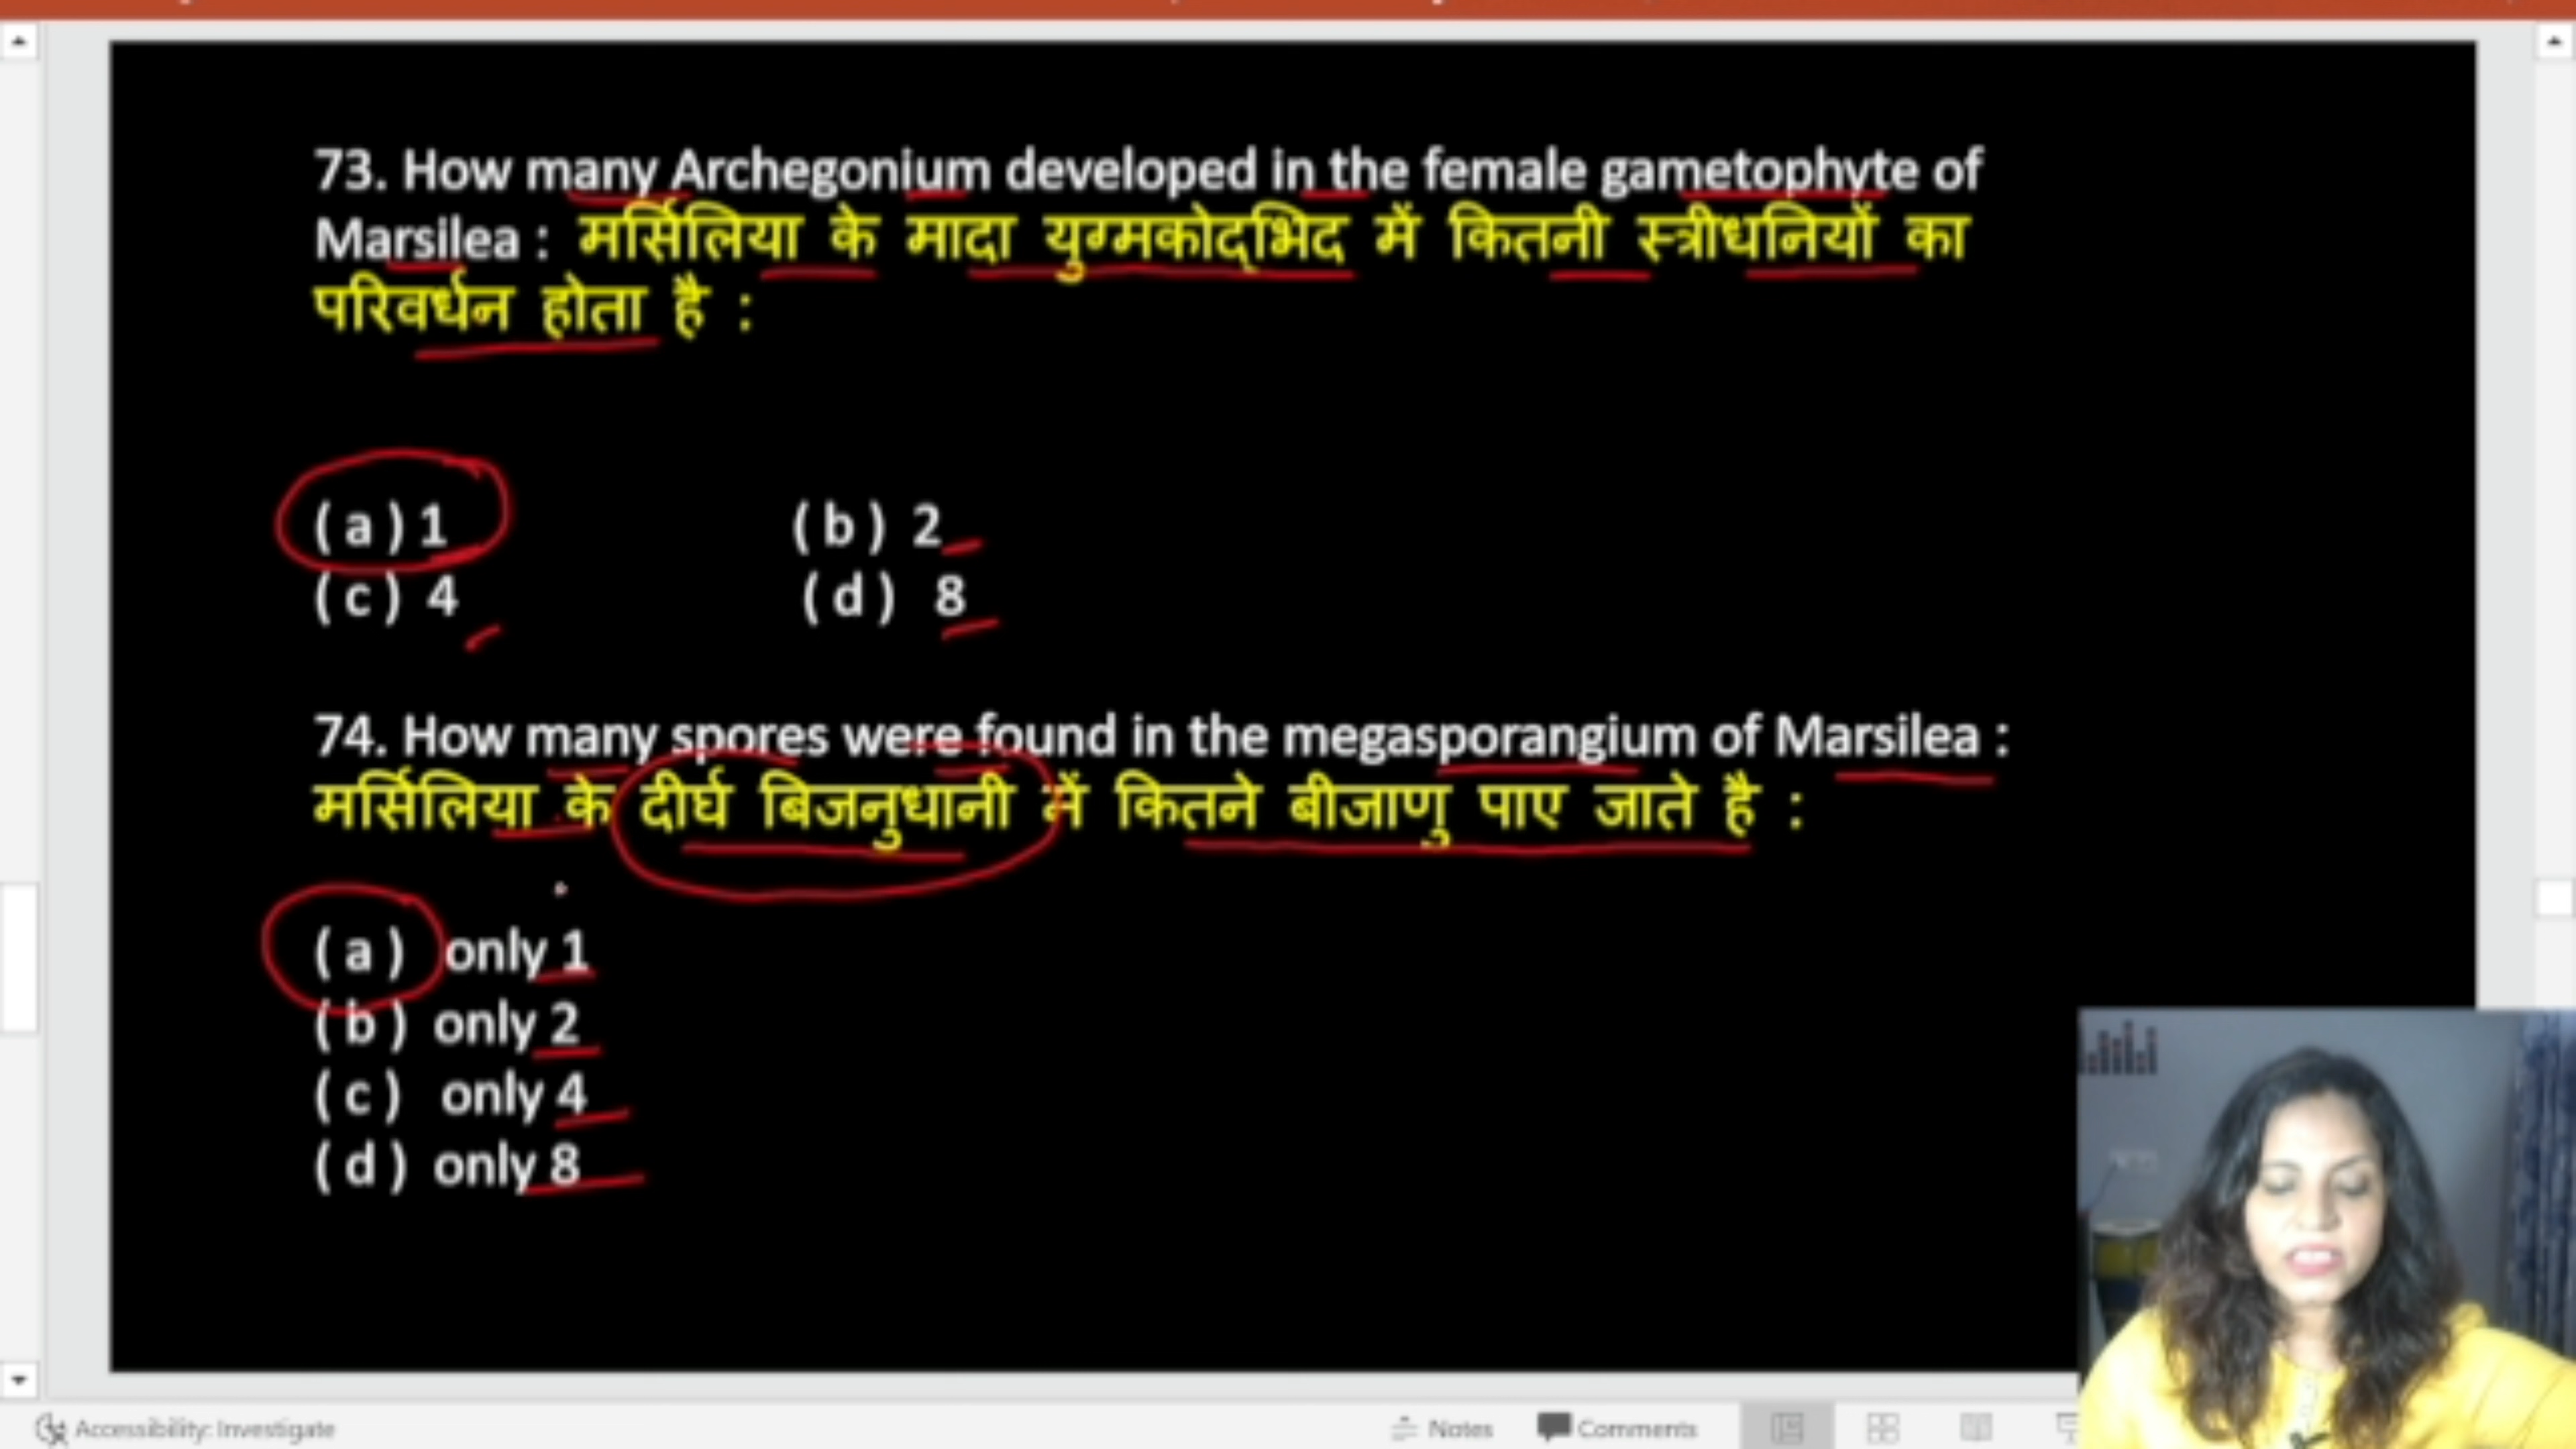 73. How many Archegonium developed in the female gametophyte of
Marsilea : मर्सिलिया के मादा युग्मकोद्भिद में कितनी स्त्रीधनियों का
परिवर्धन होता है :
( a ) 1 ( b ) 2
( c ) 4 ( d ) 8
74. How many spores were found in the megasporangium of Marsilea :
मर्सिलिया के दीर्घ बिजनुधानी में कितने बीजाणु पाए जाते है :
( a ) only 1
( b ) only 2
( c ) only 4
( d ) only 8
Accessibility: Investigate Notes Comments